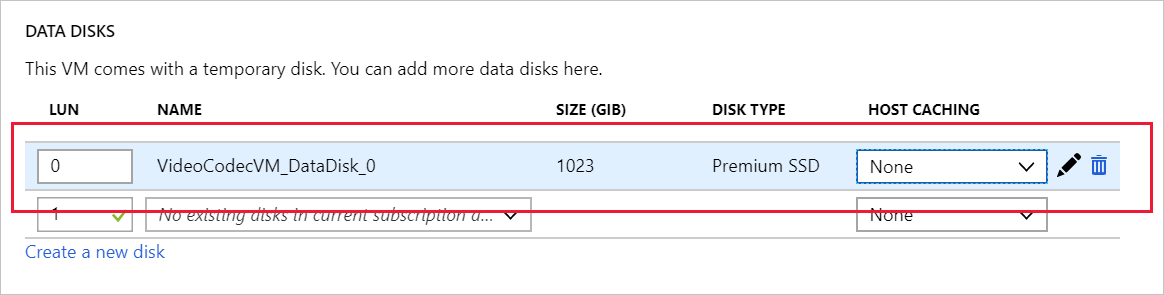 DATA DISKS
This VM comes with a temporary disk. You can add more data disks here.
LUN NAME SIZE (GIB) DISK TYPE HOST CACHING
0 VideoCodecVM_DataDisk_0 1023 Premium SSD None
1 No existing disks in current subscription a... None
Create a new disk